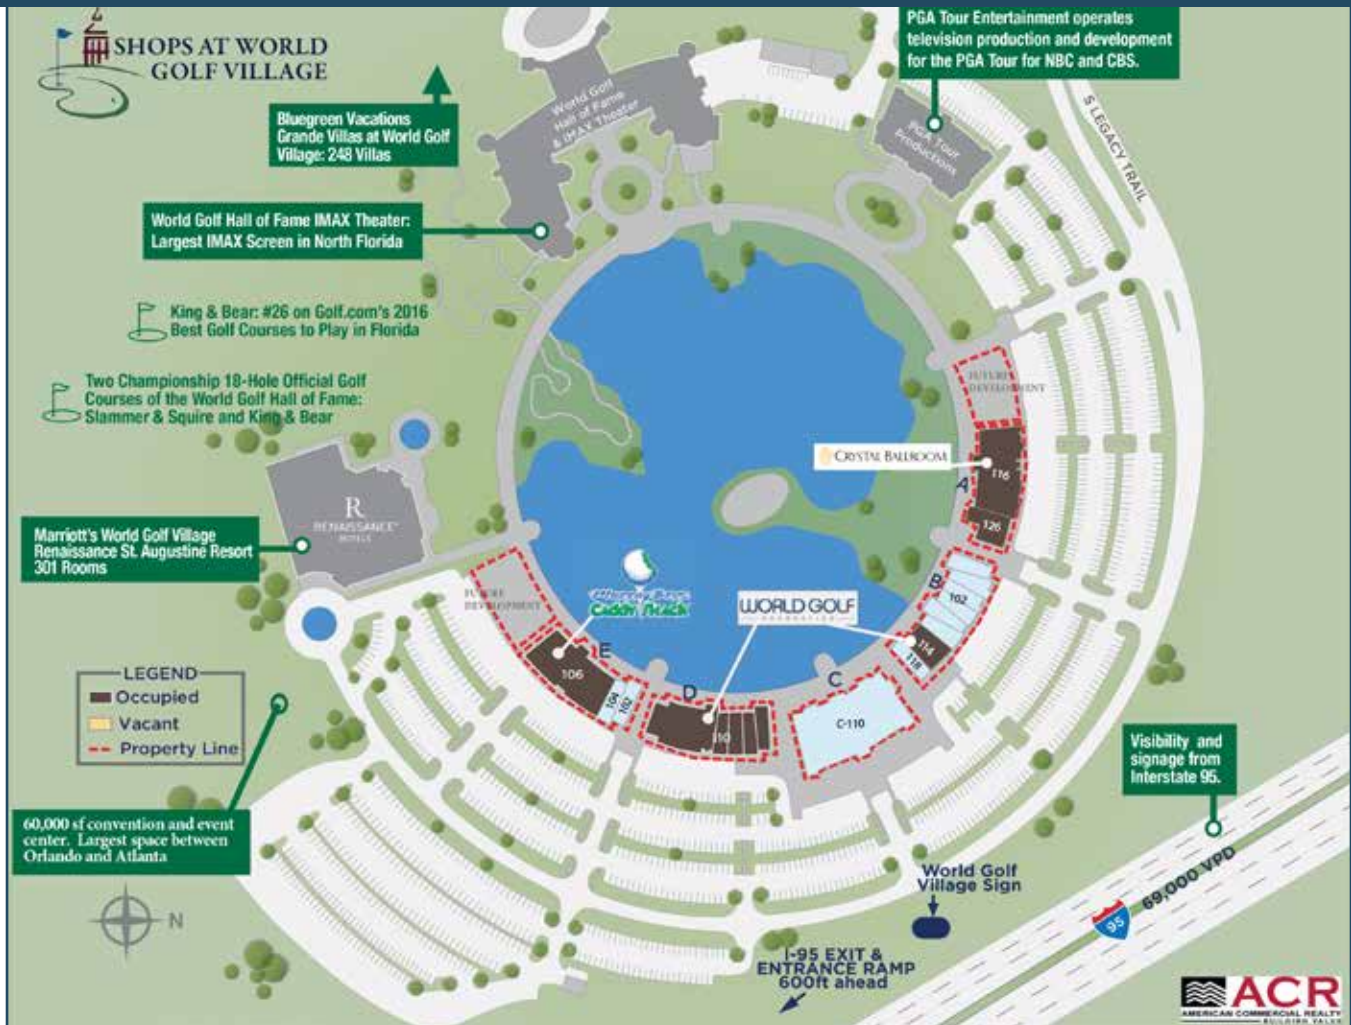 SHOPS AT WORLD
GOLF VILLAGE
PGA Tour Entertainment operates
television production and development
for the PGA Tour for NBC and CBS.
Bluegreen Vacations
Grande Villas at World Golf
Village: 248 Villas
World Golf
Hall of Fame
& IMAX Theater
PGA Tour
Productions
S LEGACY TRAIL
World Golf Hall of Fame IMAX Theater:
Largest IMAX Screen in North Florida
King & Bear: #26 on Golf.com's 2016
Best Golf Courses to Play in Florida
Two Championship 18-Hole Official Golf
Courses of the World Golf Hall of Fame:
Slammer & Squire and King & Bear
FUTURE
DEVELOPMENT
CRYSTAL BALLROOM
116
A
126
R
RENAISSANCE
HOTELS
Marriott's World Golf Village
Renaissance St. Augustine Resort
301 Rooms
FUTURE
DEVELOPMENT
Murray Bros
Caddy Shack
WORLD GOLF
FOUNDATION
B
102
114
118
E
106
104
102
D
110
C
C-110
LEGEND
Occupied
Vacant
Property Line
Visibility and
signage from
Interstate 95.
60,000 sf convention and event
center. Largest space between
Orlando and Atlanta
N
World Golf
Village Sign
95
69,000 VPD
I-95 EXIT &
ENTRANCE RAMP
600ft ahead
ACR
AMERICAN COMMERCIAL REALTY
BUILDING VALUE